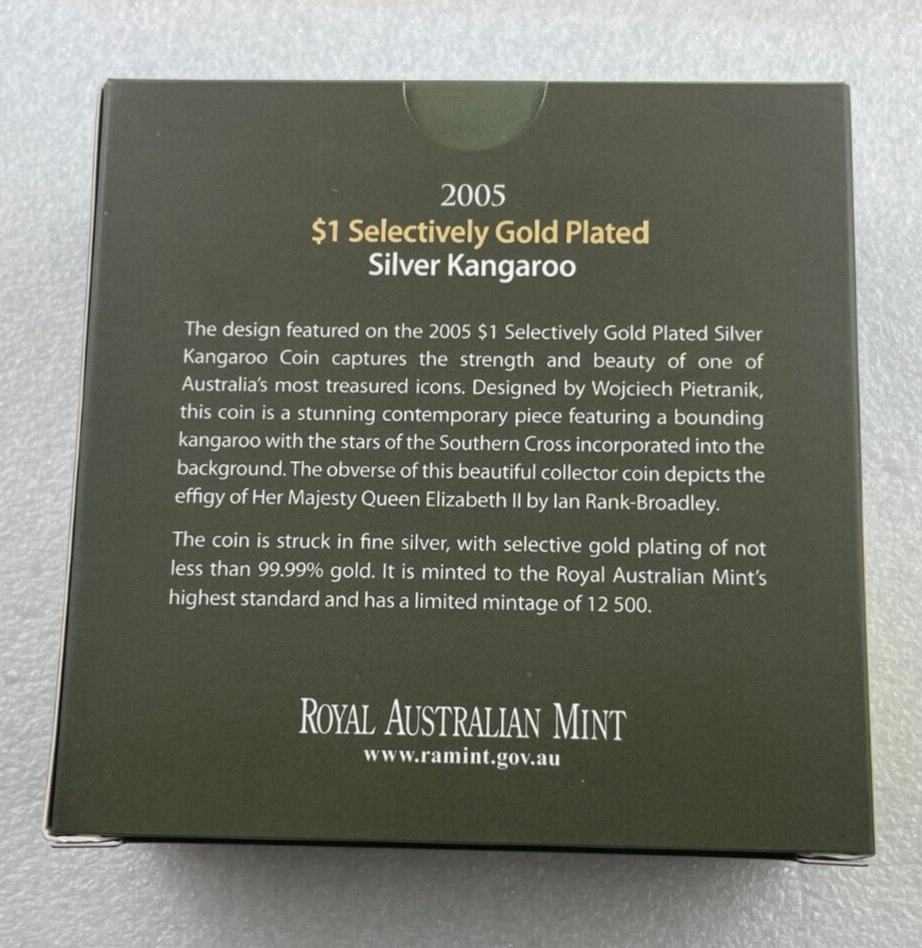 2005
$1 Selectively Gold Plated
Silver Kangaroo
The design featured on the 2005 $1 Selectively Gold Plated Silver
Kangaroo Coin captures the strength and beauty of one of
Australia's most treasured icons. Designed by Wojciech Pietranik,
this coin is a stunning contemporary piece featuring a bounding
kangaroo with the stars of the Southern Cross incorporated into the
background. The obverse of this beautiful collector coin depicts the
effigy of Her Majesty Queen Elizabeth II by Ian Rank-Broadley.
The coin is struck in fine silver, with selective gold plating of not
less than 99.99% gold. It is minted to the Royal Australian Mint's
highest standard and has a limited mintage of 12 500.
ROYAL AUSTRALIAN MINT
www.ramint.gov.au